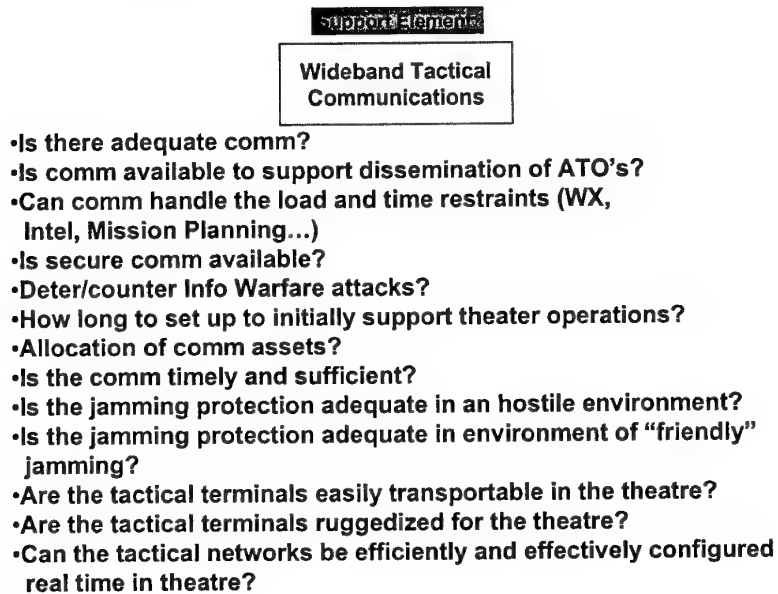 Support Element:
Wideband Tactical
Communications
•Is there adequate comm?
•Is comm available to support dissemination of ATO's?
•Can comm handle the load and time restraints (WX,
Intel, Mission Planning...)
•Is secure comm available?
•Deter/counter Info Warfare attacks?
•How long to set up to initially support theater operations?
•Allocation of comm assets?
•Is the comm timely and sufficient?
•Is the jamming protection adequate in an hostile environment?
•Is the jamming protection adequate in environment of “friendly”
jamming?
•Are the tactical terminals easily transportable in the theatre?
•Are the tactical terminals ruggedized for the theatre?
•Can the tactical networks be efficiently and effectively configured
real time in theatre?